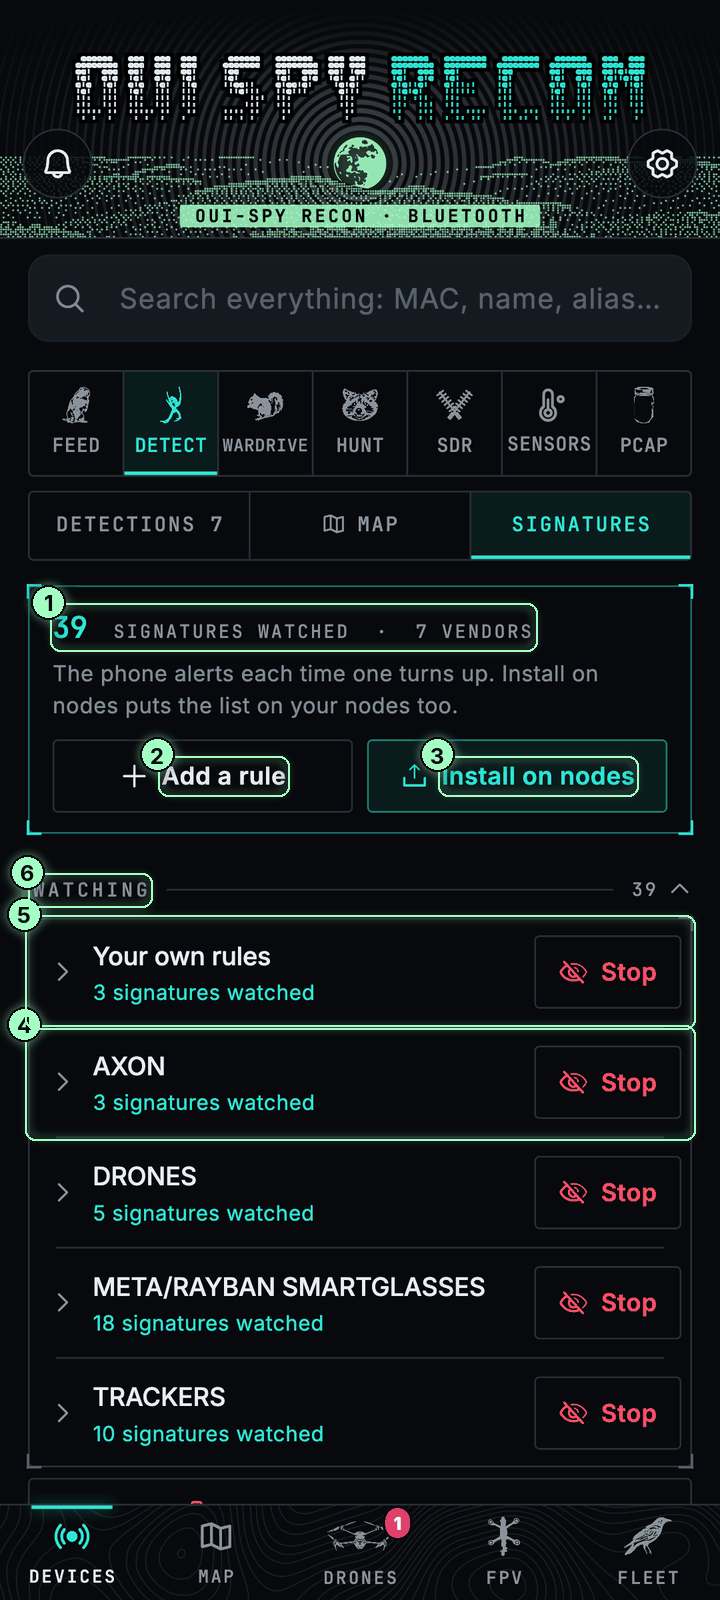 OUI SPY RECON
OUI-SPY RECON · BLUETOOTH
Search everything: MAC, name, alias...
FEED DETECT WARDRIVE HUNT SDR SENSORS PCAP
DETECTIONS 7 MAP SIGNATURES
1
39 SIGNATURES WATCHED · 7 VENDORS
The phone alerts each time one turns up. Install on
nodes puts the list on your nodes too.
2 3
Add a rule Install on nodes
6
WATCHING 39
5
Your own rules
3 signatures watched
Stop
4
AXON
3 signatures watched
Stop
DRONES
5 signatures watched
Stop
META/RAYBAN SMARTGLASSES
18 signatures watched
Stop
TRACKERS
10 signatures watched
Stop
1
DEVICES MAP DRONES FPV FLEET